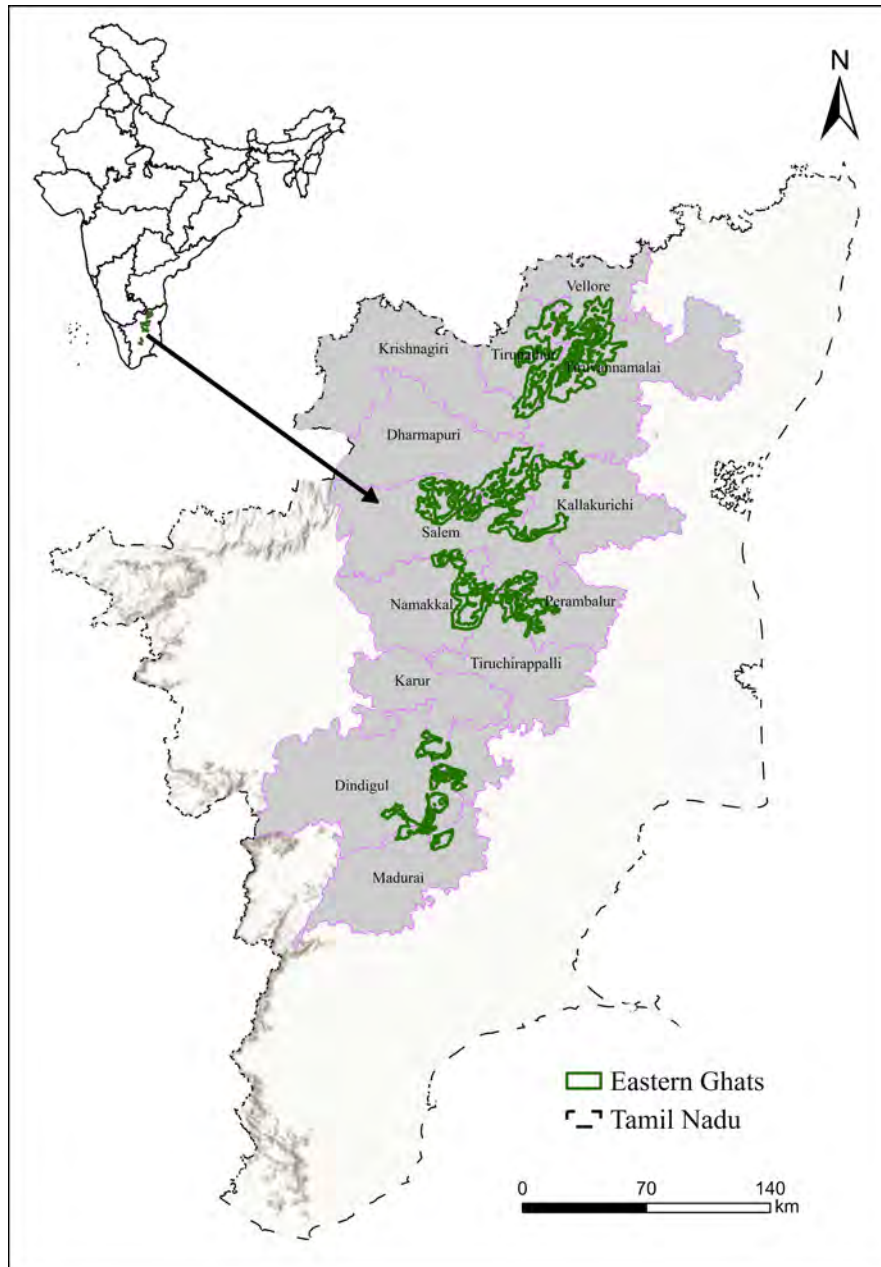 N
Vellore
Krishnagiri
Tirupathur
Tiruvannamalai
Dharmapuri
Kallakurichi
Salem
Namakkal
Perambalur
Tiruchirappalli
Karur
Dindigul
Madurai
Eastern Ghats
Tamil Nadu
0 70 140
km